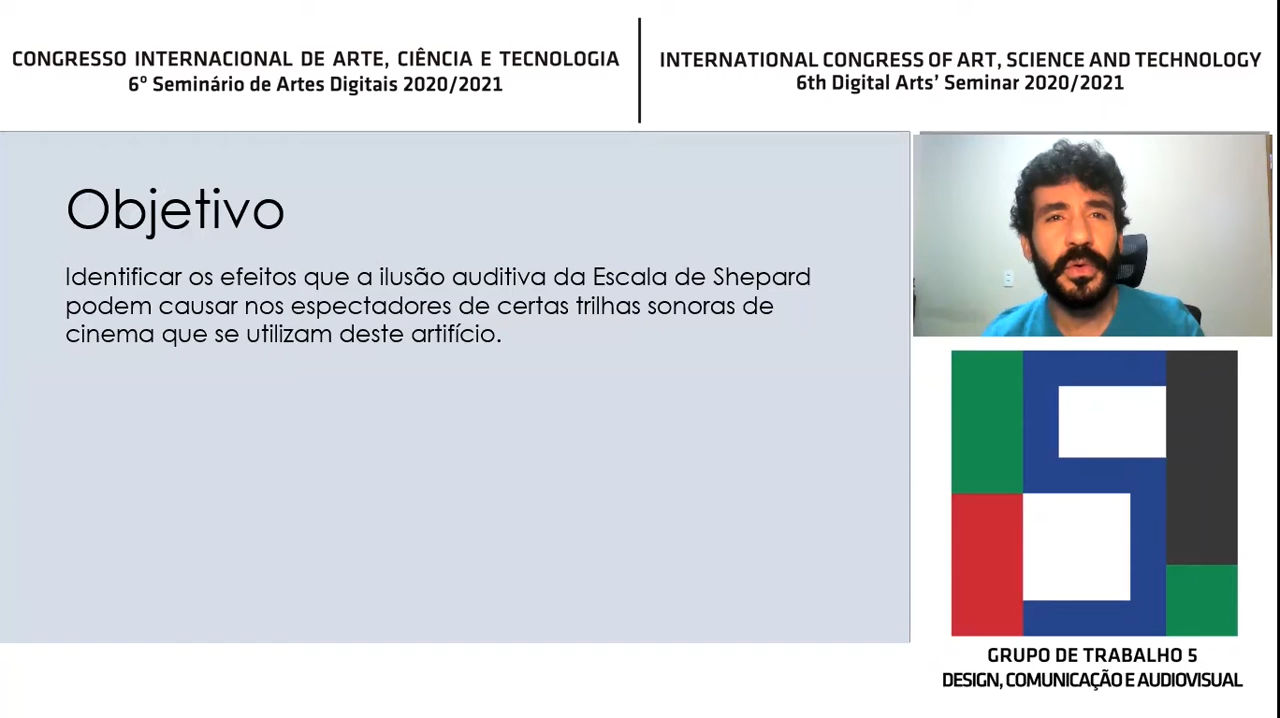 CONGRESSO INTERNACIONAL DE ARTE, CIÊNCIA E TECNOLOGIA
6º Seminário de Artes Digitais 2020/2021
INTERNATIONAL CONGRESS OF ART, SCIENCE AND TECHNOLOGY
6th Digital Arts' Seminar 2020/2021
Objetivo
Identificar os efeitos que a ilusão auditiva da Escala de Shepard
podem causar nos espectadores de certas trilhas sonoras de
cinema que se utilizam deste artifício.
GRUPO DE TRABALHO 5
DESIGN, COMUNICAÇÃO E AUDIOVISUAL